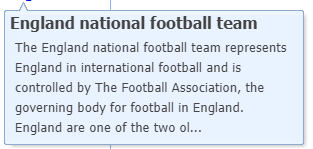 England national football team
The England national football team represents
England in international football and is
controlled by The Football Association, the
governing body for football in England.
England are one of the two ol...